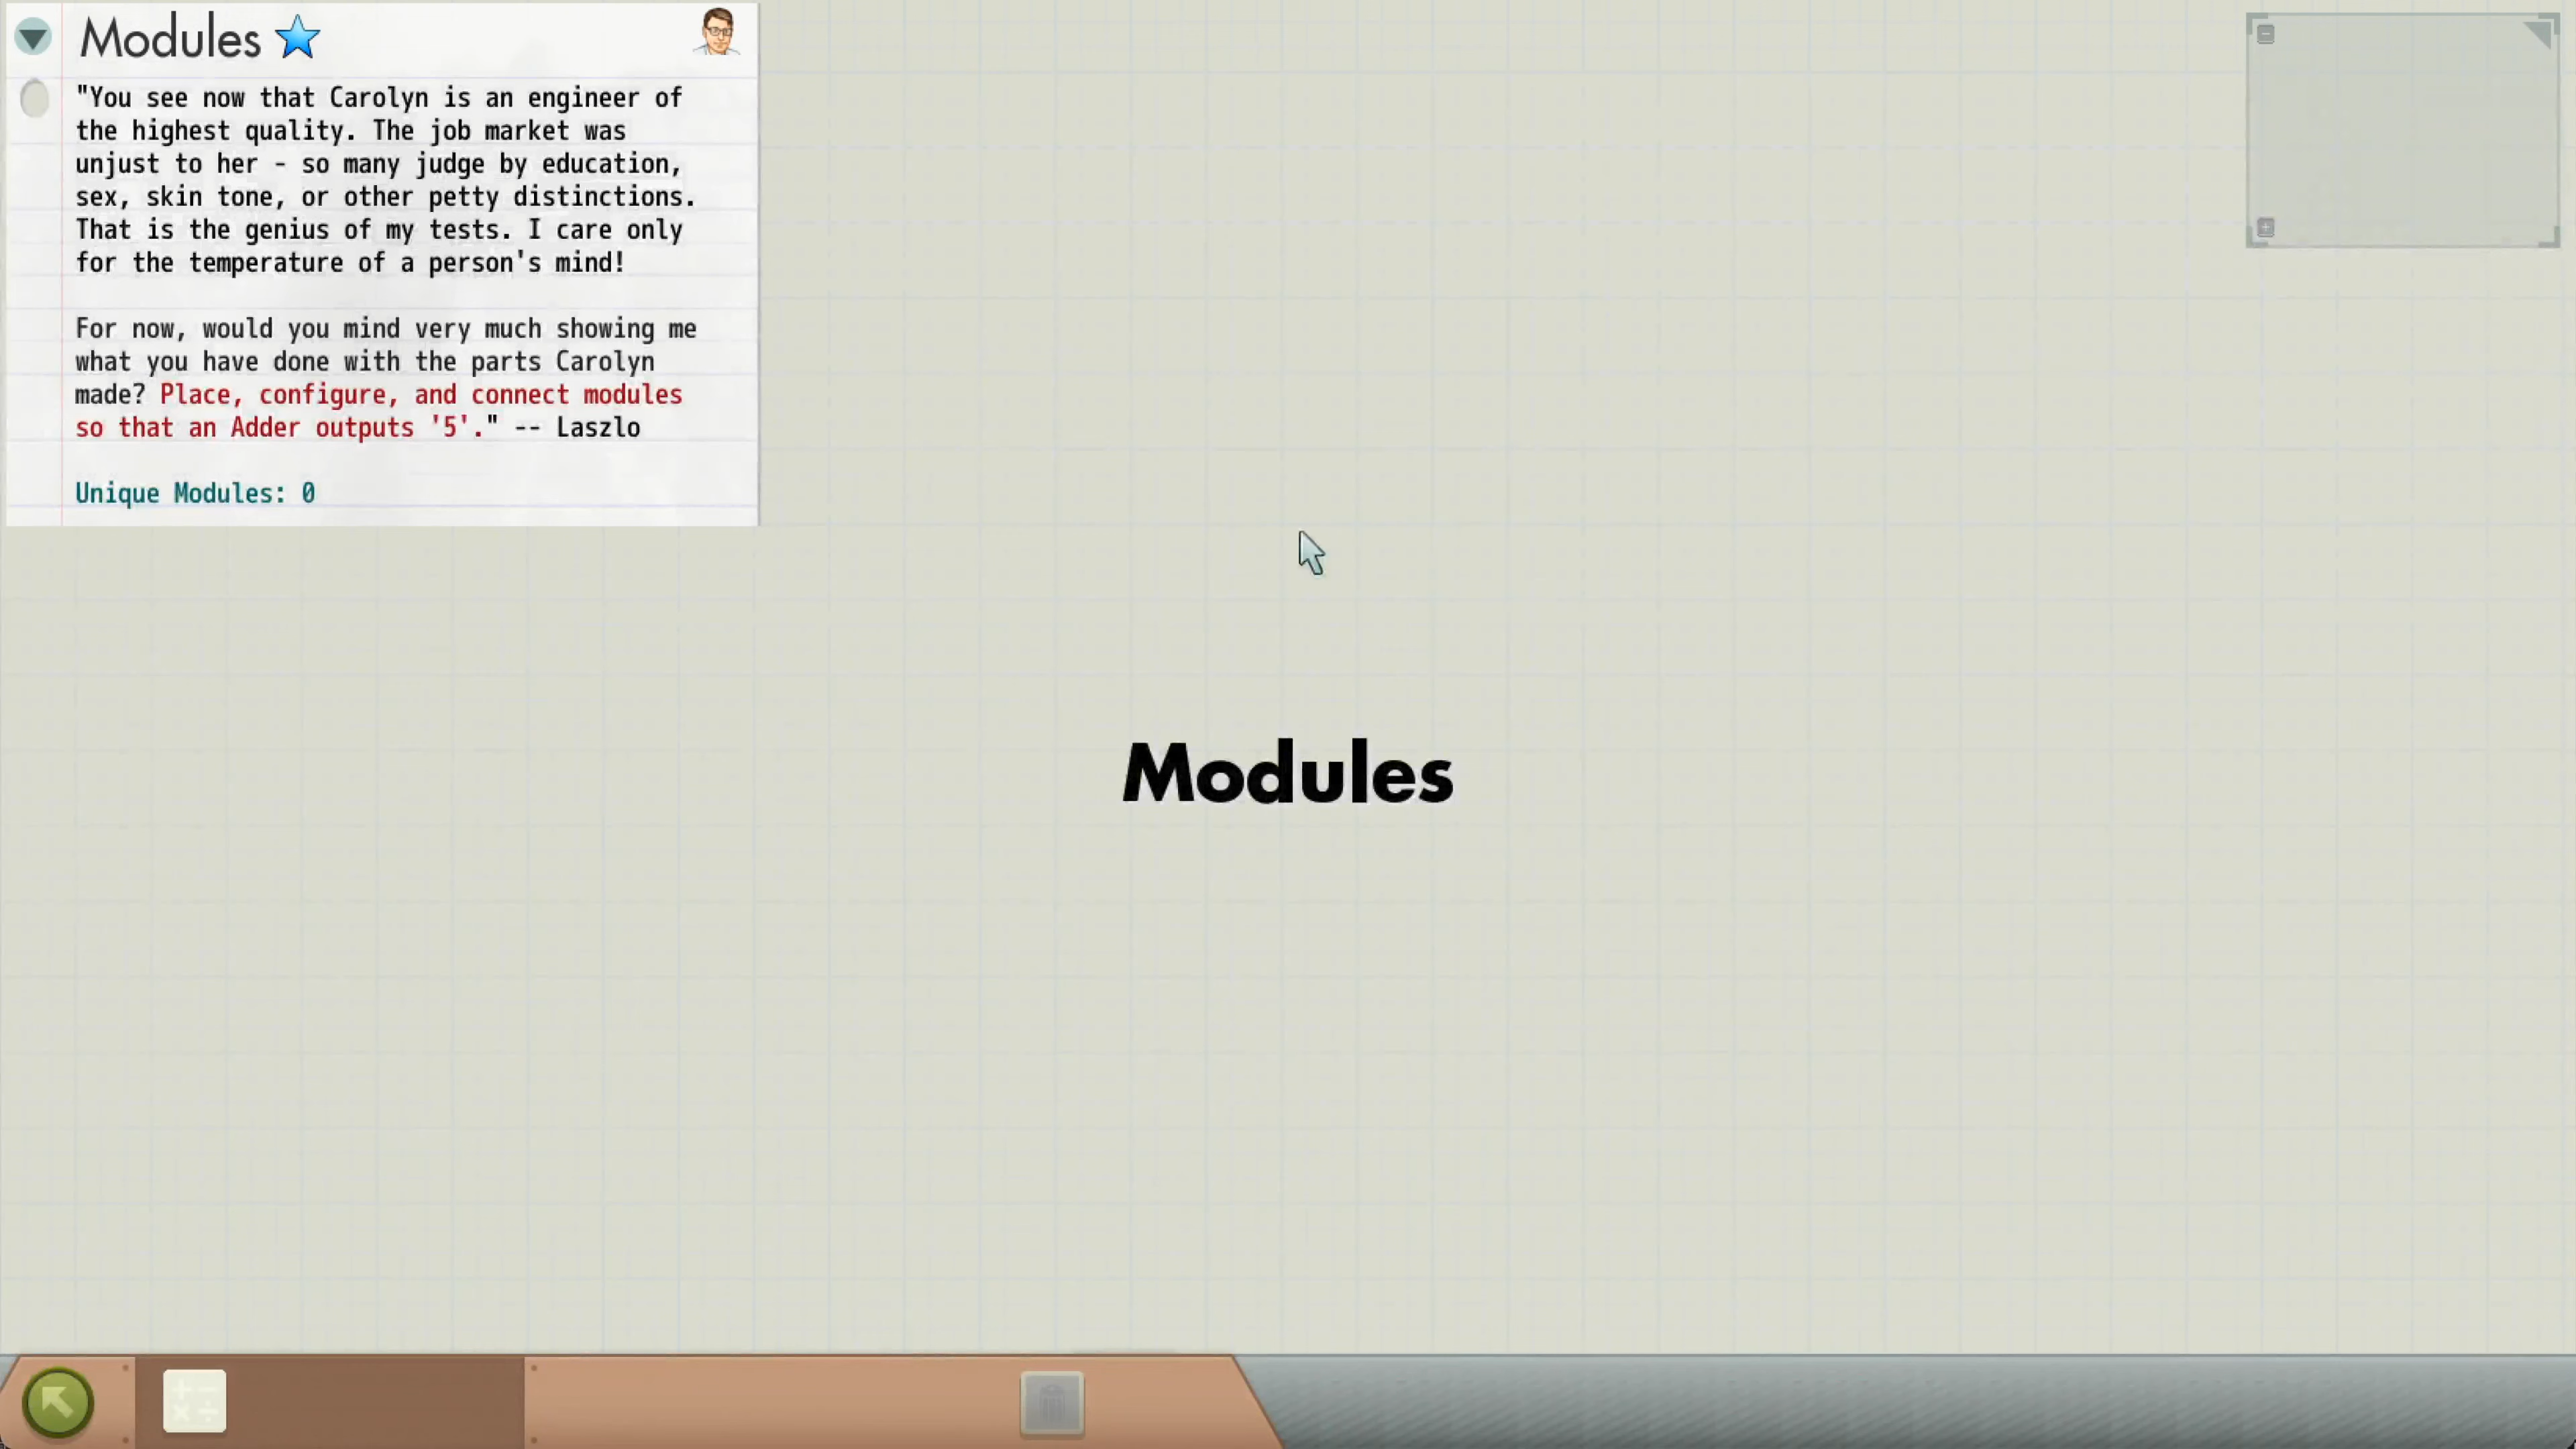 Modules
"You see now that Carolyn is an engineer of
the highest quality. The job market was
unjust to her - so many judge by education,
sex, skin tone, or other petty distinctions.
That is the genius of my tests. I care only
for the temperature of a person's mind!
For now, would you mind very much showing me
what you have done with the parts Carolyn
made? Place, configure, and connect modules
so that an Adder outputs '5'." -- Laszlo
Unique Modules: 0
Modules